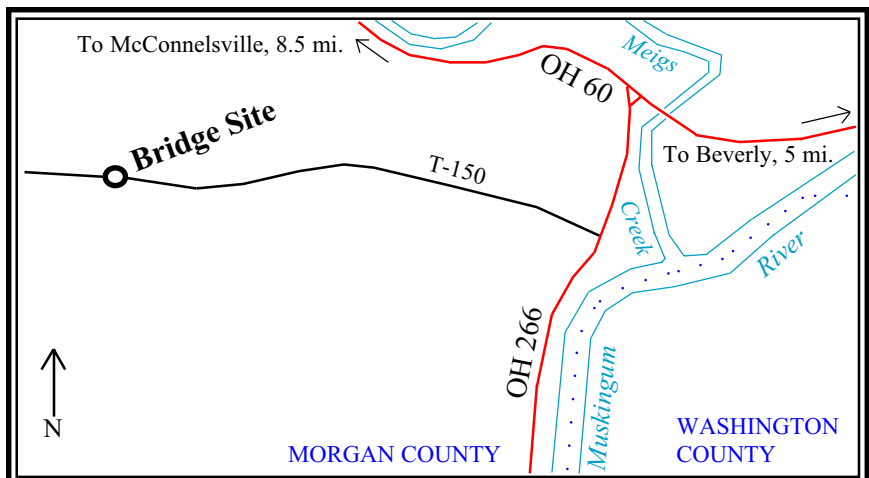 To McConnelsville, 8.5 mi.
Meigs
OH 60
Bridge Site
To Beverly, 5 mi.
T-150
Creek
River
OH 266
N
Muskingum
MORGAN COUNTY
WASHINGTON
COUNTY